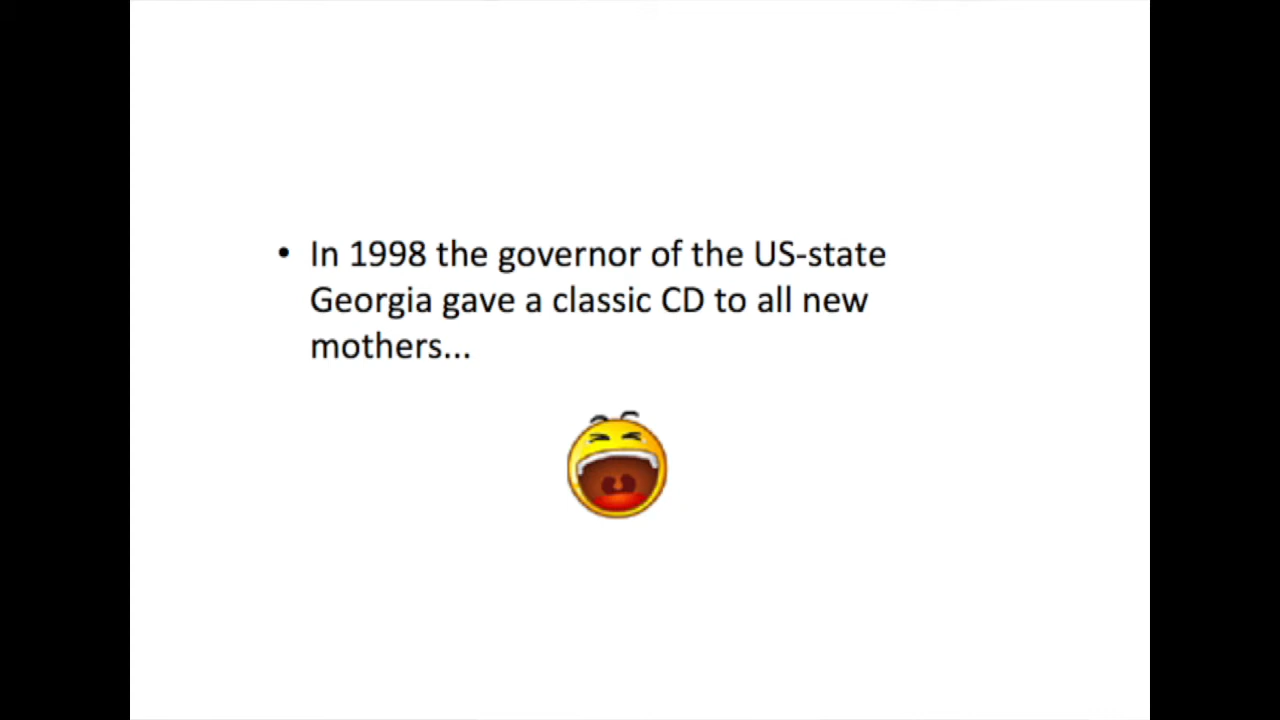 • In 1998 the governor of the US-state
Georgia gave a classic CD to all new
mothers...